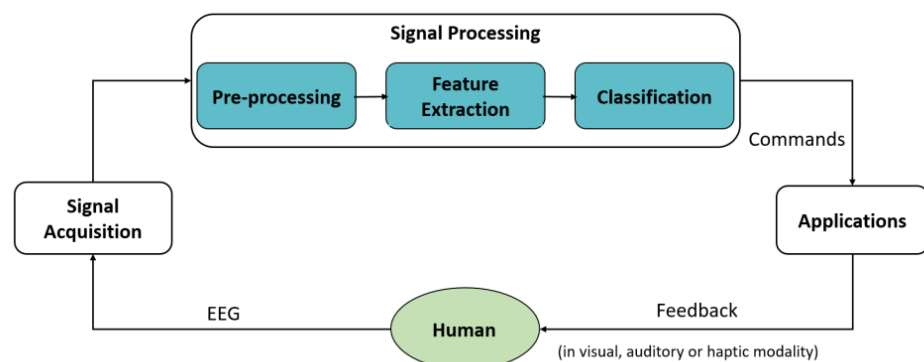 Signal Processing
Pre-processing
Feature
Extraction
Classification
Commands
Signal
Acquisition
Applications
EEG
Human
Feedback
(in visual, auditory or haptic modality)